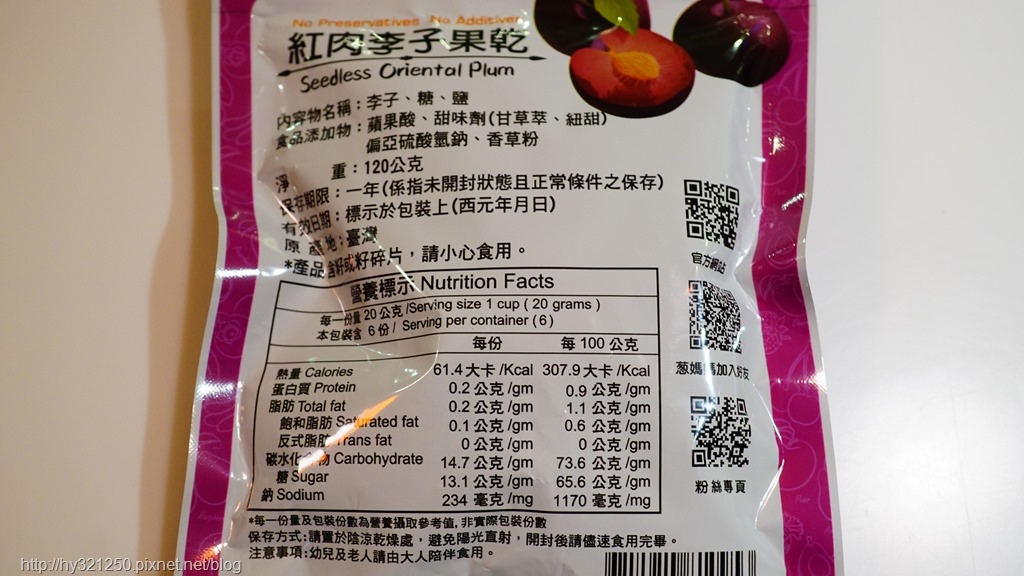 No Preservatives No Additives
紅肉李子果乾
Seedless Oriental Plum
內容物名稱：李子、糖、鹽
食品添加物：蘋果酸、甜味劑(甘草萃、紐甜)
偏亞硫酸氫鈉、香草粉
淨 重：120公克
保存期限：一年(係指未開封狀態且正常條件之保存)
有效日期：標示於包裝上(西元年月日)
原產地：臺灣
*產品含籽或籽碎片，請小心食用。
營養標示 Nutrition Facts
每一份量 20 公克 /Serving size 1 cup ( 20 grams )
本包裝含 6 份 / Serving per container ( 6 )
每份 每 100 公克
熱量 Calories 61.4 大卡 /Kcal 307.9 大卡 /Kcal
蛋白質 Protein 0.2 公克 /gm 0.9 公克 /gm
脂肪 Total fat 0.2 公克 /gm 1.1 公克 /gm
飽和脂肪 Saturated fat 0.1 公克 /gm 0.6 公克 /gm
反式脂肪 Trans fat 0 公克 /gm 0 公克 /gm
碳水化合物 Carbohydrate 14.7 公克 /gm 73.6 公克 /gm
糖 Sugar 13.1 公克 /gm 65.6 公克 /gm
鈉 Sodium 234 毫克 /mg 1170 毫克 /mg
*每一份量及包裝份數為營養攝取參考值, 非實際包裝份數
保存方式:請置於陰涼乾燥處，避免陽光直射，開封後請儘速食用完畢。
注意事項:幼兒及老人請由大人陪伴食用。
官方網站
葱媽媽加入好友
粉絲專頁
http://hy321250.pixnet.net/blog